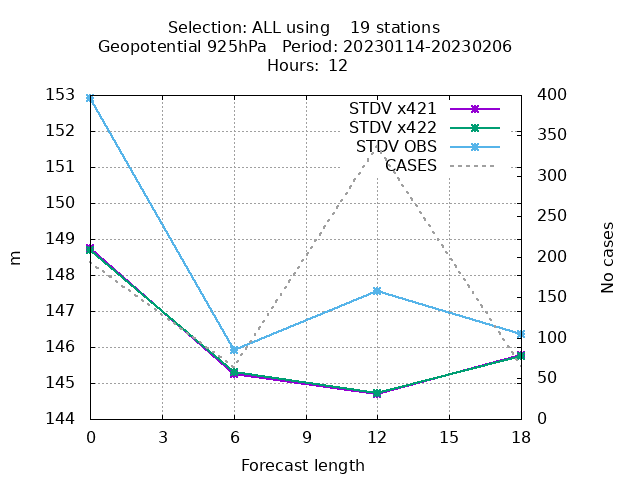 Selection: ALL using    19 stations
Geopotential 925hPa   Period: 20230114-20230206
Hours:  12
STDV x421
STDV x422
STDV OBS
CASES
153
152
151
150
149
148
147
146
145
144
m
400
350
300
250
200
150
100
50
0
No cases
0 3 6 9 12 15 18
Forecast length